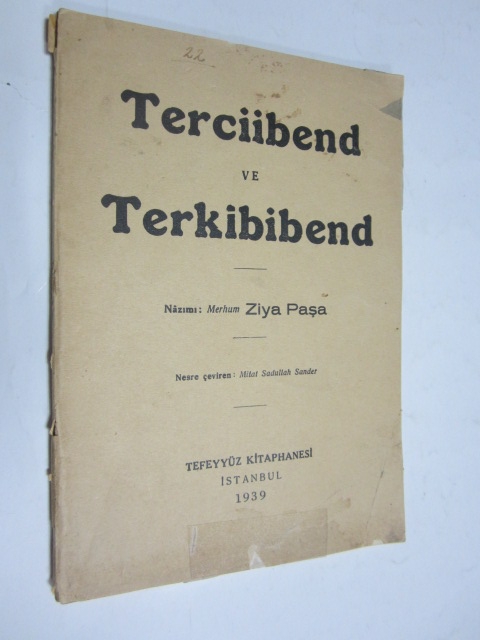 22
Terciibend
VE
Terkibibend
Nâzımı: Merhum Ziya Paşa
Nesre çeviren: Mitat Sadullah Sander
TEFEYYÜZ KİTAPHANESİ
İSTANBUL
1939